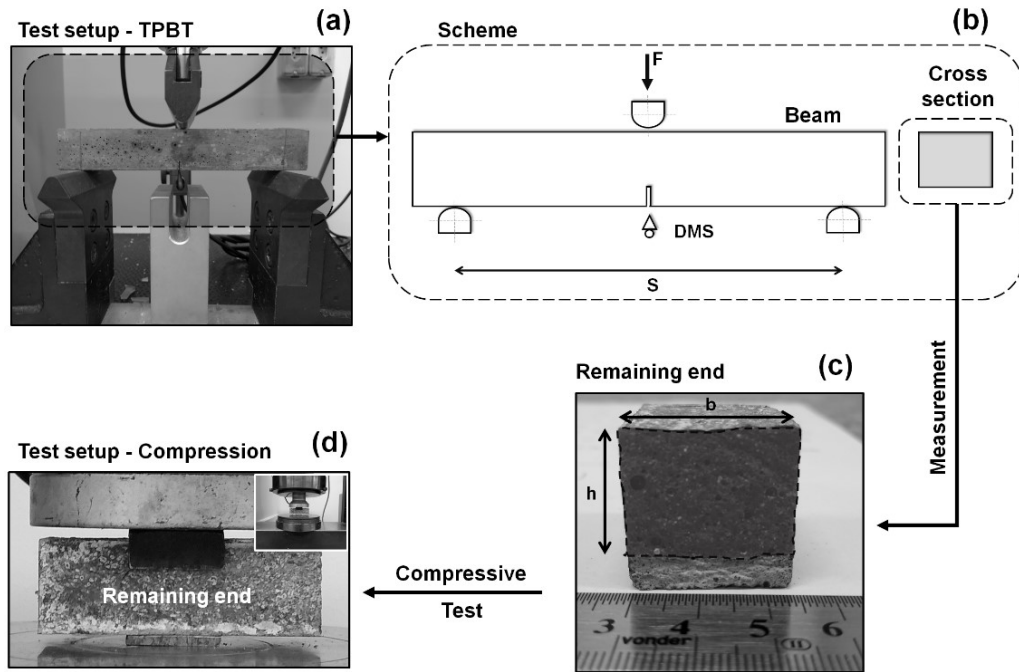 Test setup - TPBT
(a)
Scheme
(b)
F
Beam
Cross
section
DMS
S
Measurement
Remaining end
(c)
b
h
3 4 5 6
vonder
11
Test setup - Compression
(d)
Remaining end
Compressive
Test